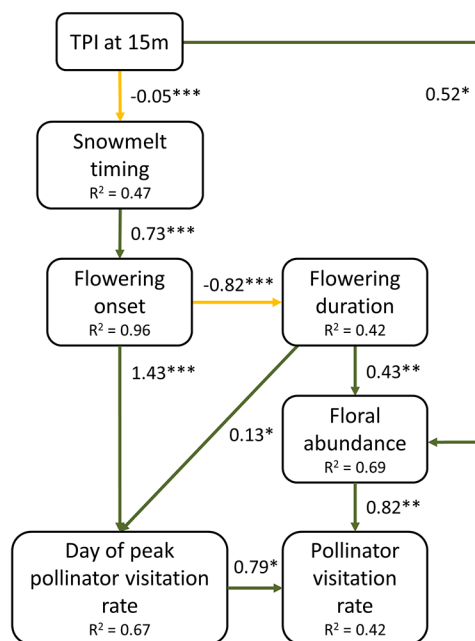 TPI at 15m
0.52*
-0.05***
Snowmelt
timing
R² = 0.47
0.73***
Flowering
onset
R² = 0.96
-0.82***
Flowering
duration
R² = 0.42
1.43***
0.43**
0.13*
Floral
abundance
R² = 0.69
0.82**
Day of peak
pollinator visitation
rate
R² = 0.67
0.79*
Pollinator
visitation
rate
R² = 0.42